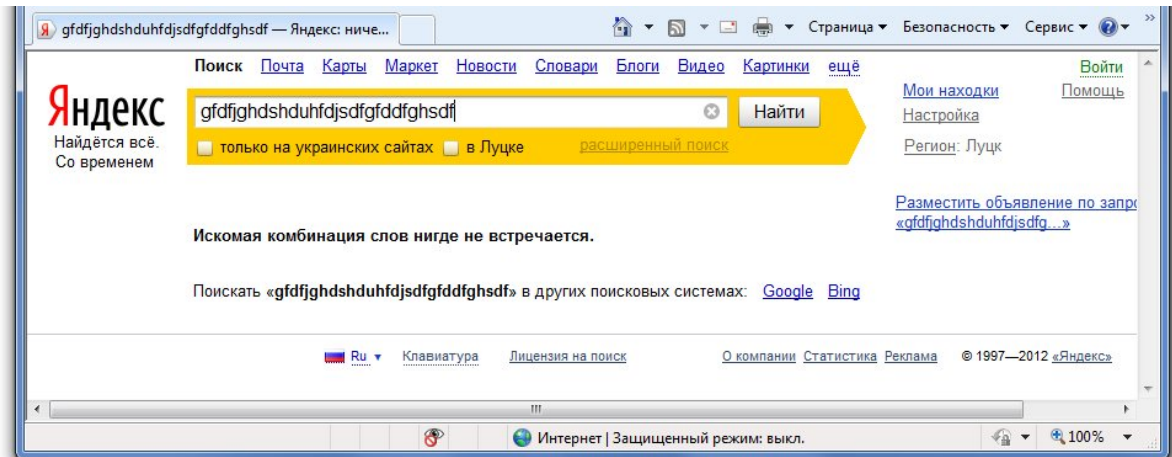 Я gfdfjghdshduhfdjsdfgfddfghsdf — Яндекс: ниче...
Страница Безопасность Сервис
Поиск Почта Карты Маркет Новости Словари Блоги Видео Картинки ещё
Войти
Яндекс
Найдётся всё.
Со временем
gfdfjghdshduhfdjsdfgfddfghsdf
Найти
только на украинских сайтах в Луцке расширенный поиск
Мои находки Помощь
Настройка
Регион: Луцк
Разместить объявление по запро
«gfdfjghdshduhfdjsdfg...»
Искомая комбинация слов нигде не встречается.
Поискать «gfdfjghdshduhfdjsdfgfddfghsdf» в других поисковых системах: Google Bing
Ru Клавиатура Лицензия на поиск О компании Статистика Реклама © 1997—2012 «Яндекс»
Интернет | Защищенный режим: выкл.
100%